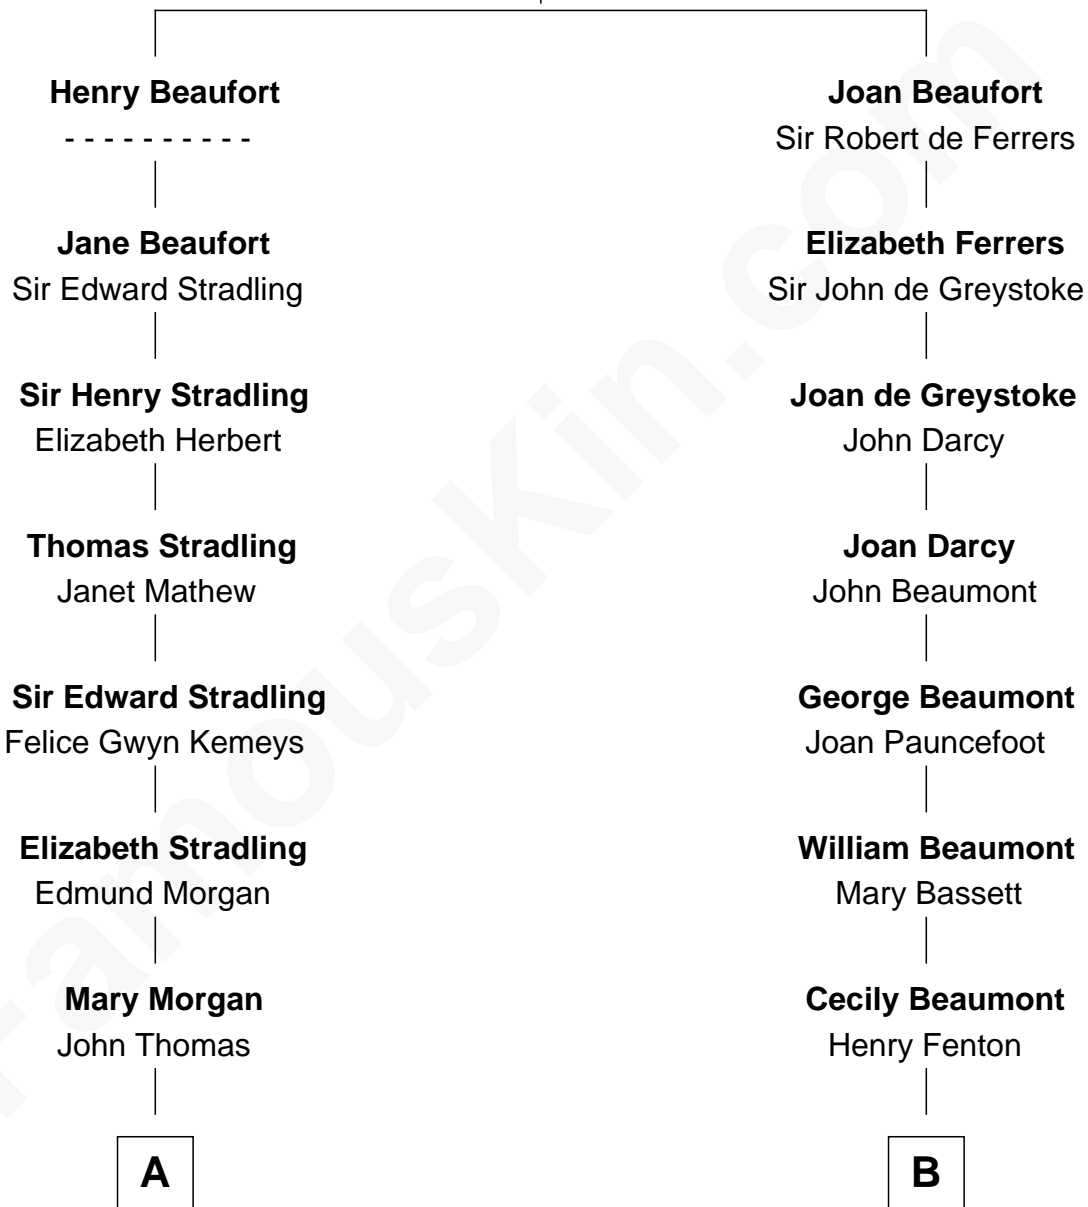 Henry Beaufort
- - - - - - - - - -
Jane Beaufort
Sir Edward Stradling
Sir Henry Stradling
Elizabeth Herbert
Thomas Stradling
Janet Mathew
Sir Edward Stradling
Felice Gwyn Kemeys
Elizabeth Stradling
Edmund Morgan
Mary Morgan
John Thomas
A
Joan Beaufort
Sir Robert de Ferrers
Elizabeth Ferrers
Sir John de Greystoke
Joan de Greystoke
John Darcy
Joan Darcy
John Beaumont
George Beaumont
Joan Pauncefoot
William Beaumont
Mary Bassett
Cecily Beaumont
Henry Fenton
B
FamousKin.com